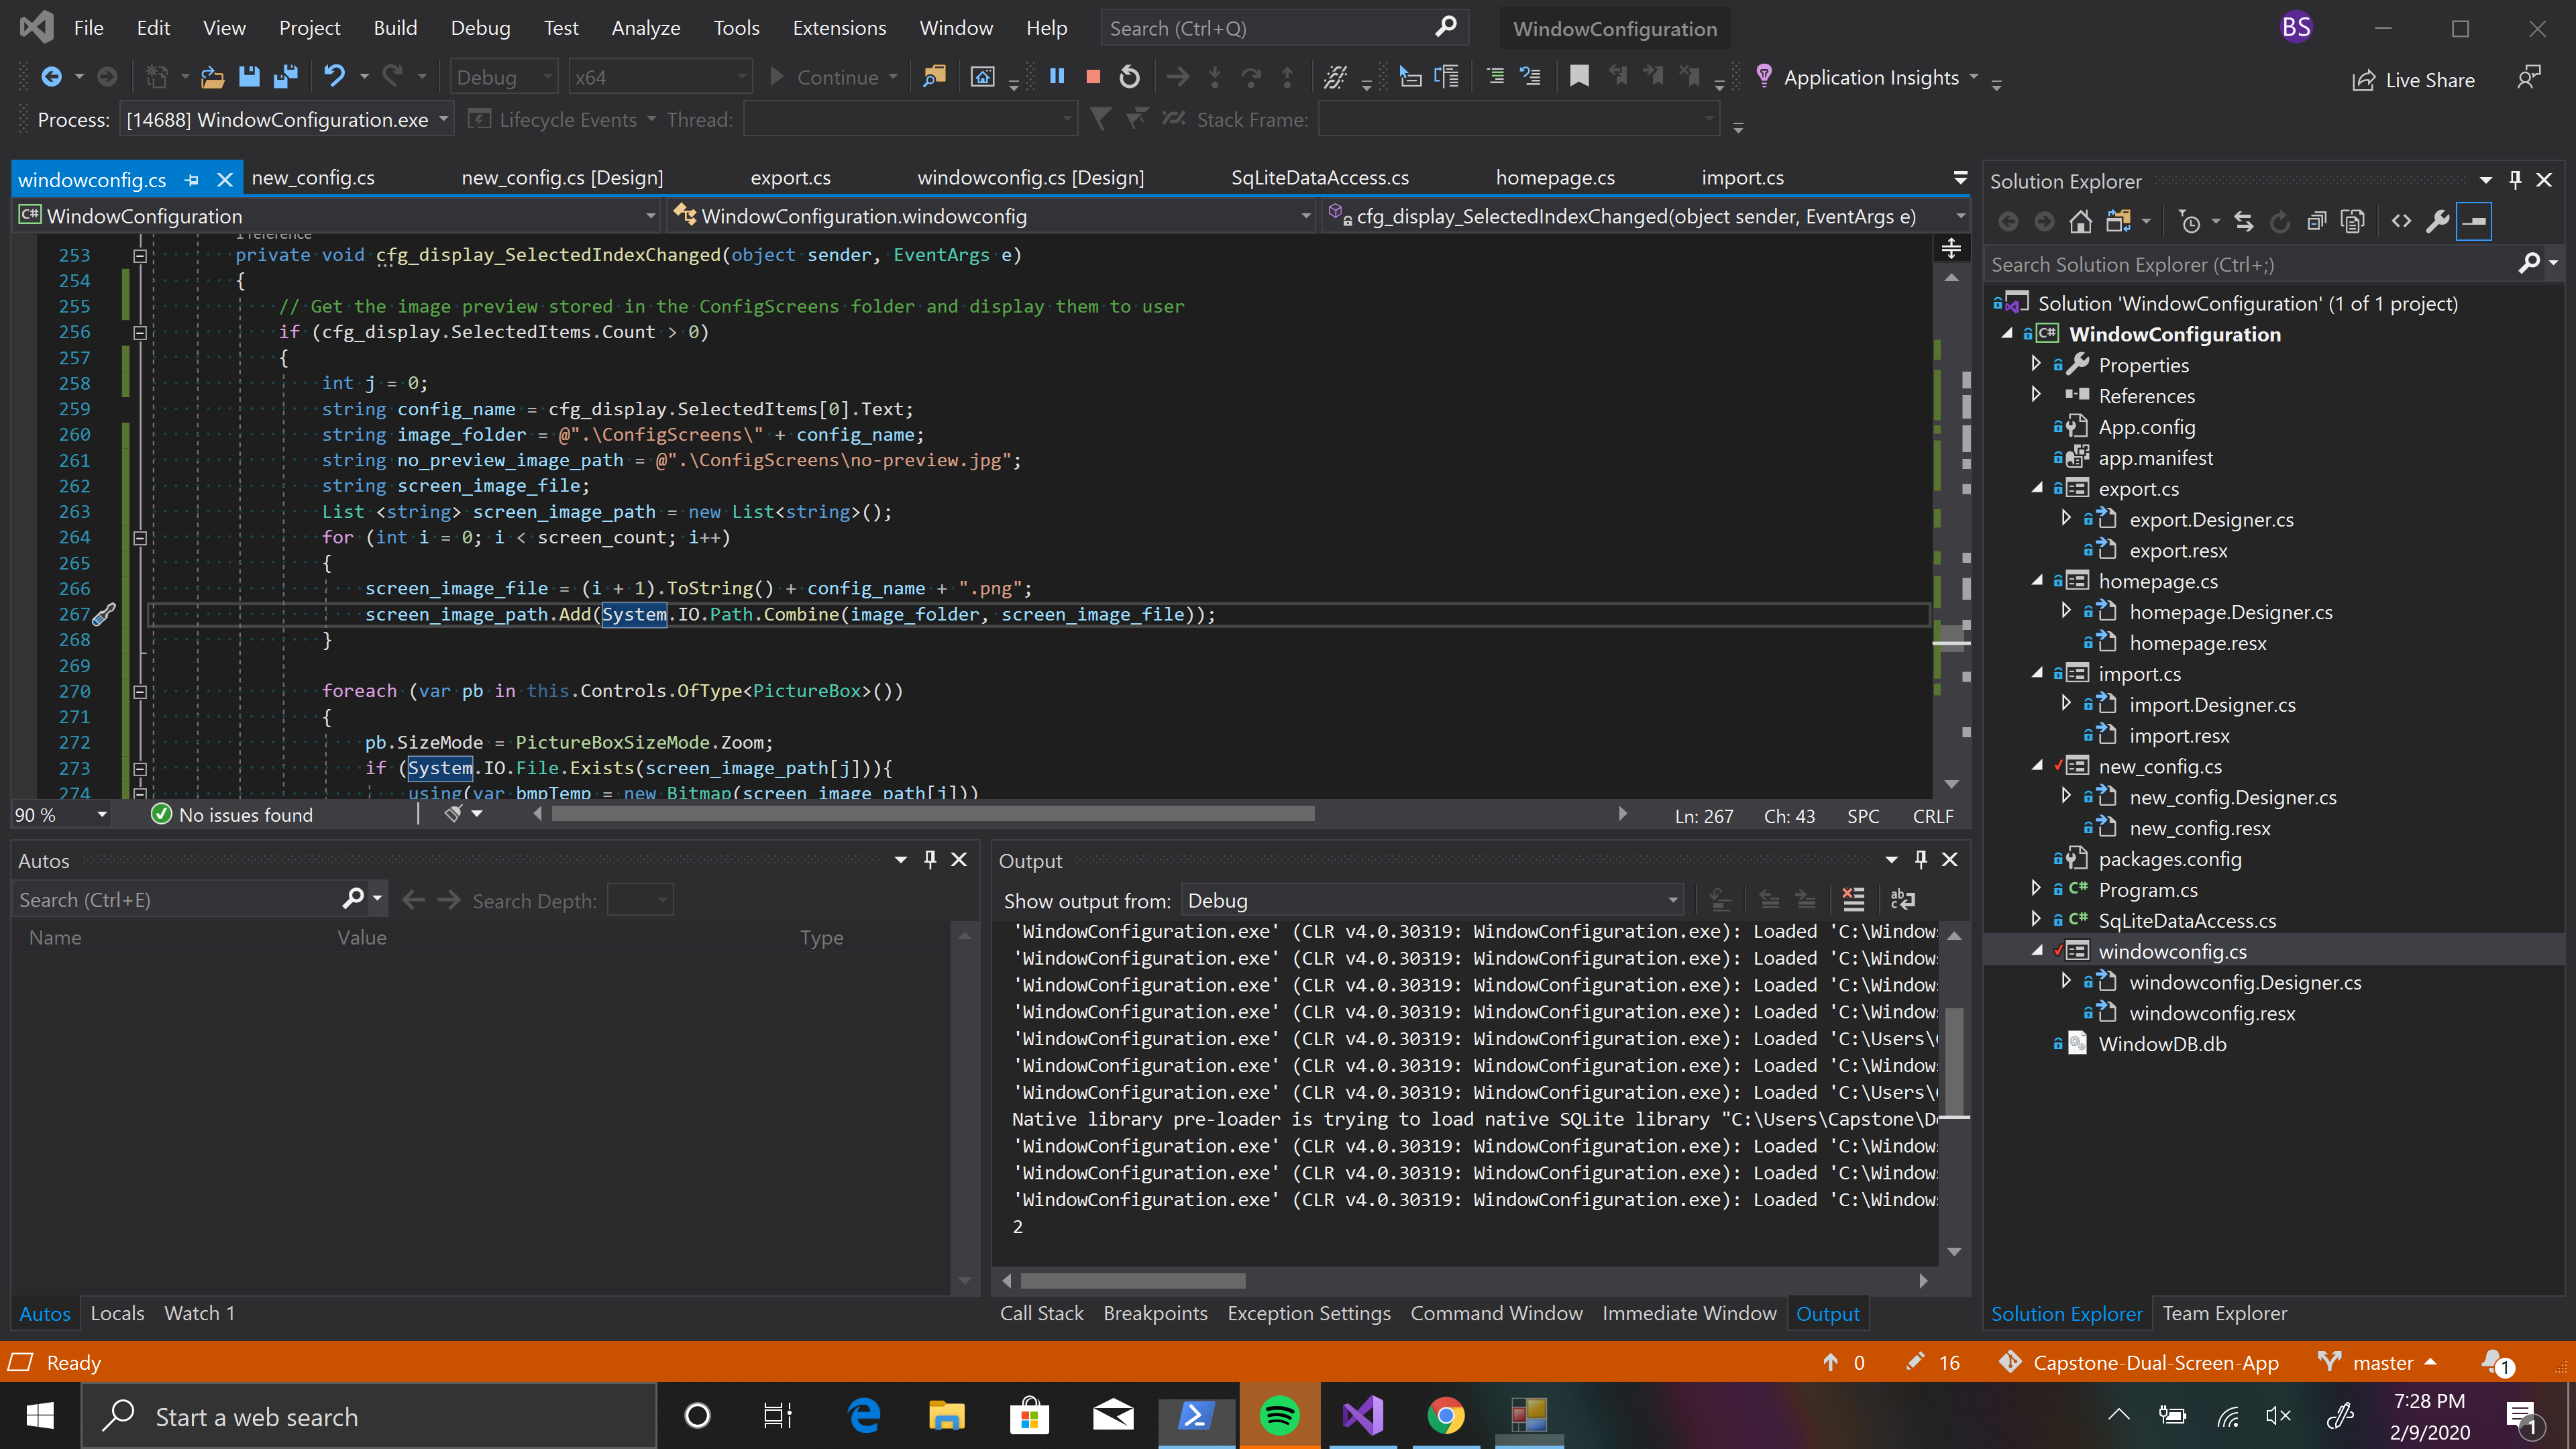 File Edit View Project Build Debug Test Analyze Tools Extensions Window Help Search (Ctrl+Q) WindowConfiguration BS
Debug x64 Continue Application Insights Live Share
Process: [14688] WindowConfiguration.exe Lifecycle Events Thread: Stack Frame:
windowconfig.cs new_config.cs new_config.cs [Design] export.cs windowconfig.cs [Design] SqLiteDataAccess.cs homepage.cs import.cs
C# WindowConfiguration WindowConfiguration.windowconfig cfg_display_SelectedIndexChanged(object sender, EventArgs e)
1 reference
253 private void cfg_display_SelectedIndexChanged(object sender, EventArgs e)
254 {
255 // Get the image preview stored in the ConfigScreens folder and display them to user
256 if (cfg_display.SelectedItems.Count > 0)
257 {
258 int j = 0;
259 string config_name = cfg_display.SelectedItems[0].Text;
260 string image_folder = @".\ConfigScreens\" + config_name;
261 string no_preview_image_path = @".\ConfigScreens\no-preview.jpg";
262 string screen_image_file;
263 List <string> screen_image_path = new List<string>();
264 for (int i = 0; i < screen_count; i++)
265 {
266 screen_image_file = (i + 1).ToString() + config_name + ".png";
267 screen_image_path.Add(System.IO.Path.Combine(image_folder, screen_image_file));
268 }
269
270 foreach (var pb in this.Controls.OfType<PictureBox>())
271 {
272 pb.SizeMode = PictureBoxSizeMode.Zoom;
273 if (System.IO.File.Exists(screen_image_path[j])){
274 using(var bmpTemp = new Bitmap(screen_image_path[j]))
90 % No issues found Ln: 267 Ch: 43 SPC CRLF
Autos
Search (Ctrl+E) Search Depth:
Name Value Type
Autos Locals Watch 1
Output
Show output from: Debug
'WindowConfiguration.exe' (CLR v4.0.30319: WindowConfiguration.exe): Loaded 'C:\Windows
'WindowConfiguration.exe' (CLR v4.0.30319: WindowConfiguration.exe): Loaded 'C:\Windows
'WindowConfiguration.exe' (CLR v4.0.30319: WindowConfiguration.exe): Loaded 'C:\Windows
'WindowConfiguration.exe' (CLR v4.0.30319: WindowConfiguration.exe): Loaded 'C:\Windows
'WindowConfiguration.exe' (CLR v4.0.30319: WindowConfiguration.exe): Loaded 'C:\Users\
'WindowConfiguration.exe' (CLR v4.0.30319: WindowConfiguration.exe): Loaded 'C:\Windows
'WindowConfiguration.exe' (CLR v4.0.30319: WindowConfiguration.exe): Loaded 'C:\Users\
Native library pre-loader is trying to load native SQLite library "C:\Users\Capstone\D
'WindowConfiguration.exe' (CLR v4.0.30319: WindowConfiguration.exe): Loaded 'C:\Windows
'WindowConfiguration.exe' (CLR v4.0.30319: WindowConfiguration.exe): Loaded 'C:\Windows
'WindowConfiguration.exe' (CLR v4.0.30319: WindowConfiguration.exe): Loaded 'C:\Windows
2
Call Stack Breakpoints Exception Settings Command Window Immediate Window Output
Solution Explorer
Search Solution Explorer (Ctrl+;)
Solution 'WindowConfiguration' (1 of 1 project)
C# WindowConfiguration
Properties
References
App.config
app.manifest
export.cs
export.Designer.cs
export.resx
homepage.cs
homepage.Designer.cs
homepage.resx
import.cs
import.Designer.cs
import.resx
new_config.cs
new_config.Designer.cs
new_config.resx
packages.config
C# Program.cs
C# SqLiteDataAccess.cs
windowconfig.cs
windowconfig.Designer.cs
windowconfig.resx
WindowDB.db
Solution Explorer Team Explorer
Ready 0 16 Capstone-Dual-Screen-App master 1
Start a web search
7:28 PM
2/9/2020
1